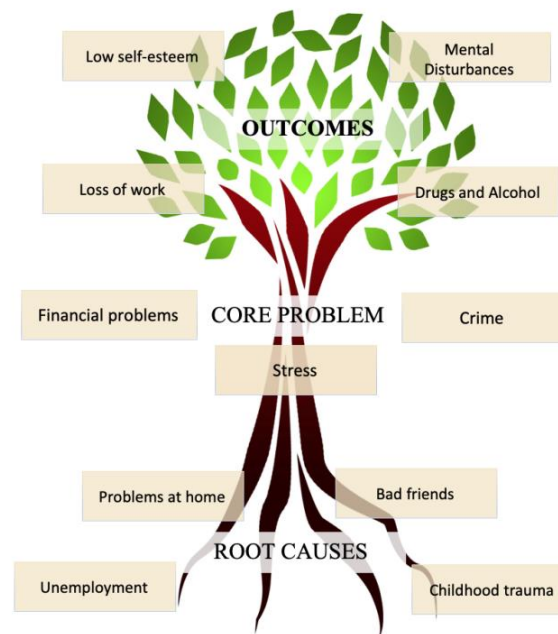 Low self-esteem
Mental
Disturbances
OUTCOMES
Loss of work
Drugs and Alcohol
Financial problems
CORE PROBLEM
Crime
Stress
Problems at home
Bad friends
ROOT CAUSES
Unemployment
Childhood trauma